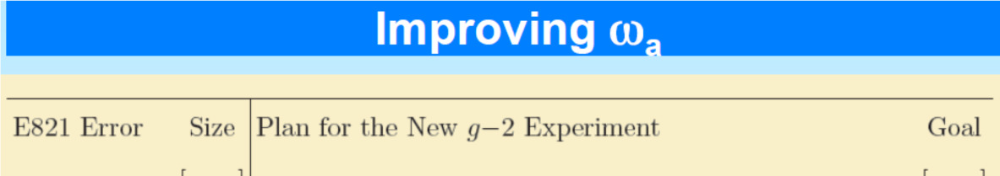 Improving ωa
E821 Error Size Plan for the New g−2 Experiment Goal